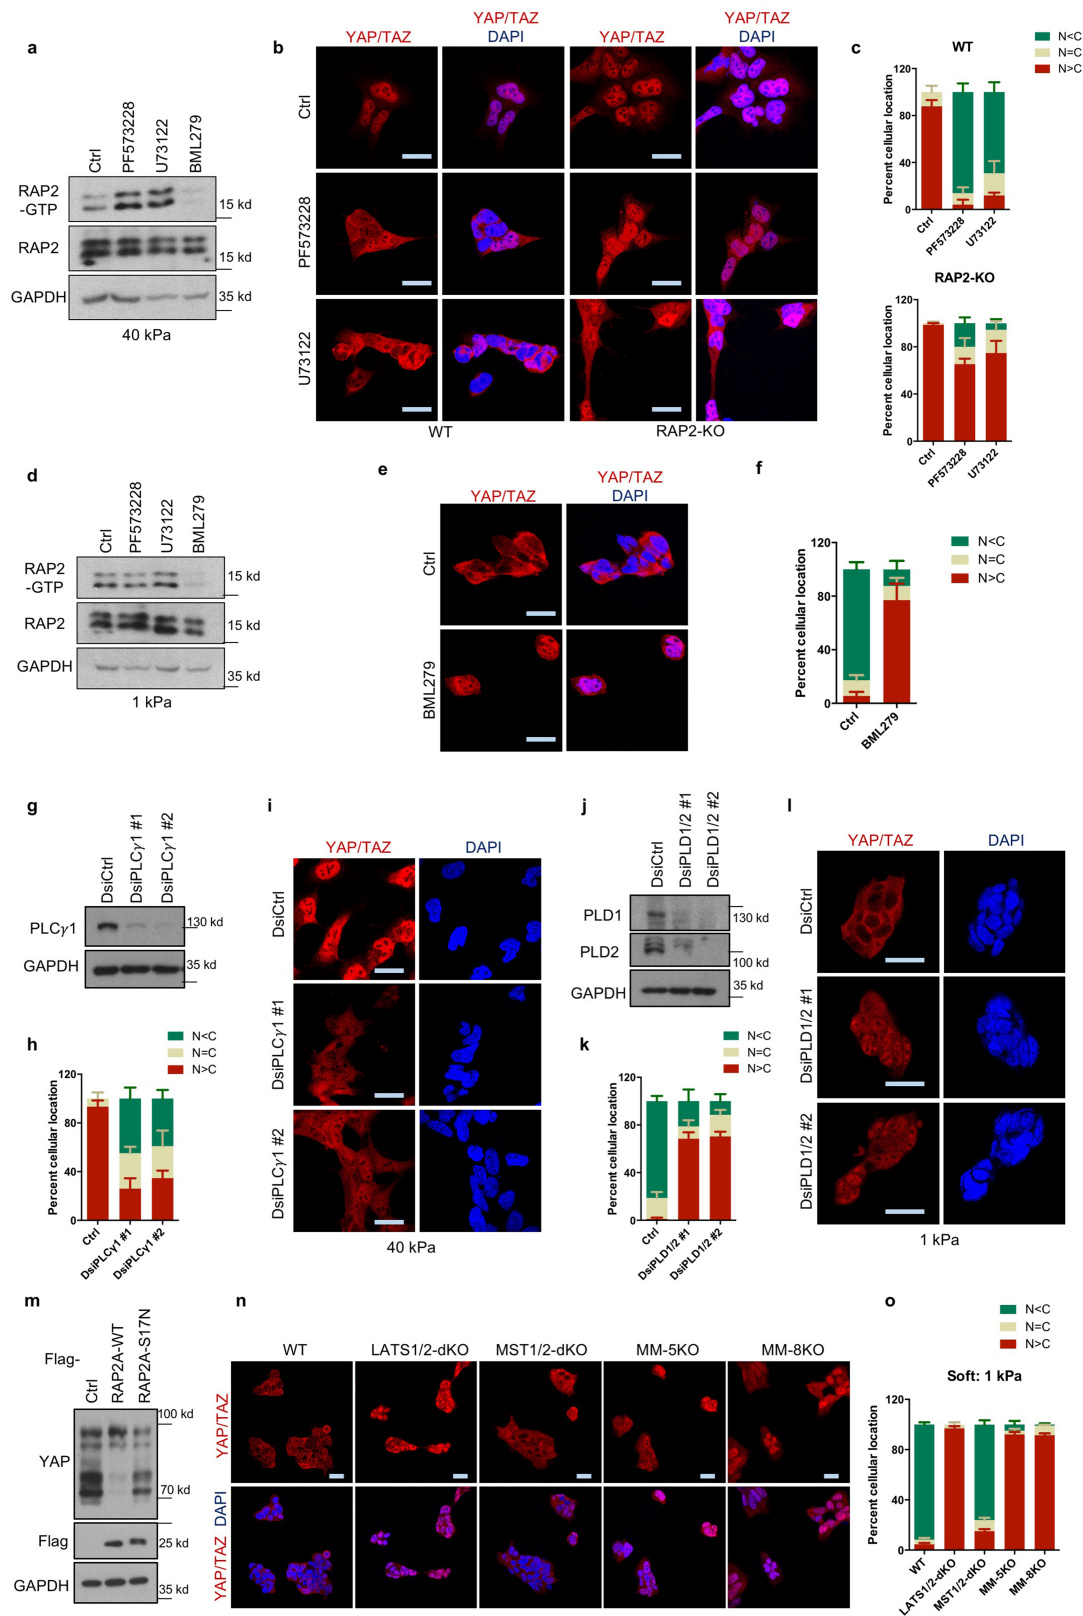 a
Ctrl
PF573228
U73122
BML279
RAP2
-GTP
15 kd
RAP2
15 kd
GAPDH
35 kd
40 kPa
b
YAP/TAZ
YAP/TAZ
DAPI
YAP/TAZ
YAP/TAZ
DAPI
Ctrl
PF573228
U73122
WT
RAP2-KO
c
N<C
N=C
N>C
WT
Percent cellular location
120
80
40
0
Ctrl
PF573228
U73122
RAP2-KO
Percent cellular location
120
80
40
0
Ctrl
PF573228
U73122
d
Ctrl
PF573228
U73122
BML279
RAP2
-GTP
15 kd
RAP2
15 kd
GAPDH
35 kd
1 kPa
e
YAP/TAZ
YAP/TAZ
DAPI
Ctrl
BML279
f
N<C
N=C
N>C
Percent cellular location
120
80
40
0
Ctrl
BML279
g
DsiCtrl
DsiPLCγ1 #1
DsiPLCγ1 #2
PLCγ1
130 kd
GAPDH
35 kd
h
N<C
N=C
N>C
Percent cellular location
120
80
40
0
Ctrl
DsiPLCγ1 #1
DsiPLCγ1 #2
i
YAP/TAZ
DAPI
DsiCtrl
DsiPLCγ1 #1
DsiPLCγ1 #2
40 kPa
j
DsiCtrl
DsiPLD1/2 #1
DsiPLD1/2 #2
PLD1
130 kd
PLD2
100 kd
GAPDH
35 kd
k
N<C
N=C
N>C
Percent cellular location
120
80
40
0
Ctrl
DsiPLD1/2 #1
DsiPLD1/2 #2
l
YAP/TAZ
DAPI
DsiCtrl
DsiPLD1/2 #1
DsiPLD1/2 #2
1 kPa
m
Flag-
Ctrl
RAP2A-WT
RAP2A-S17N
100 kd
YAP
70 kd
Flag
25 kd
GAPDH
35 kd
n
WT
LATS1/2-dKO
MST1/2-dKO
MM-5KO
MM-8KO
YAP/TAZ
YAP/TAZ DAPI
o
N<C
N=C
N>C
Soft: 1 kPa
Percent cellular location
120
80
40
0
WT
LATS1/2-dKO
MST1/2-dKO
MM-5KO
MM-8KO